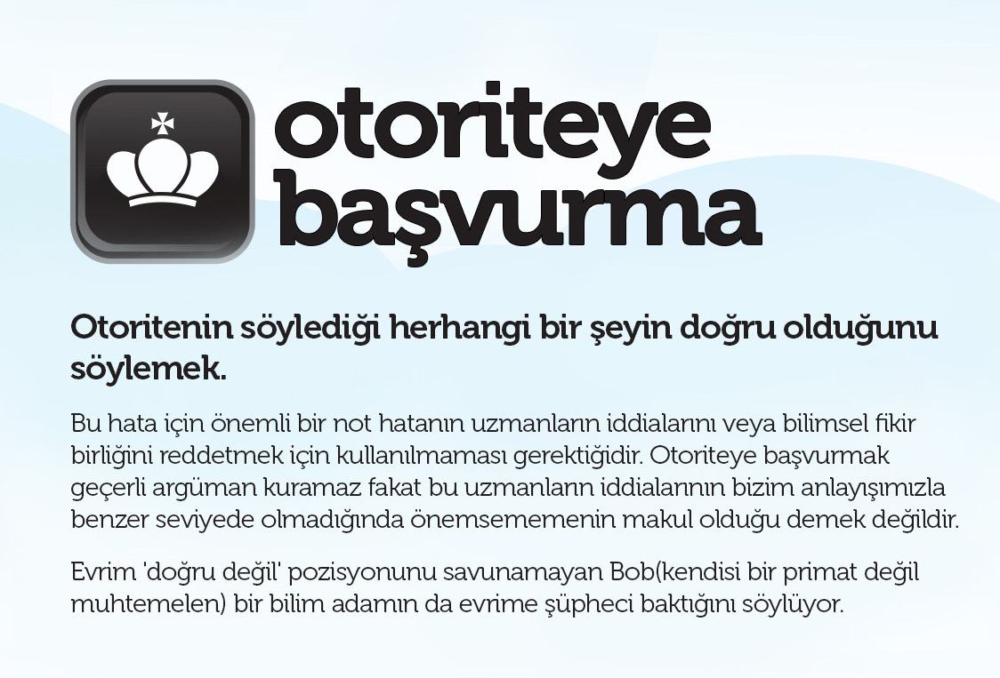 otoriteye
başvurma
Otoritenin söylediği herhangi bir şeyin doğru olduğunu
söylemek.
Bu hata için önemli bir not hatanın uzmanların iddialarını veya bilimsel fikir
birliğini reddetmek için kullanılmaması gerektiğidir. Otoriteye başvurmak
geçerli argüman kuramaz fakat bu uzmanların iddialarının bizim anlayışımızla
benzer seviyede olmadığında önemsememenin makul olduğu demek değildir.
Evrim 'doğru değil' pozisyonunu savunamayan Bob(kendisi bir primat değil
muhtemelen) bir bilim adamın da evrime şüpheci baktığını söylüyor.